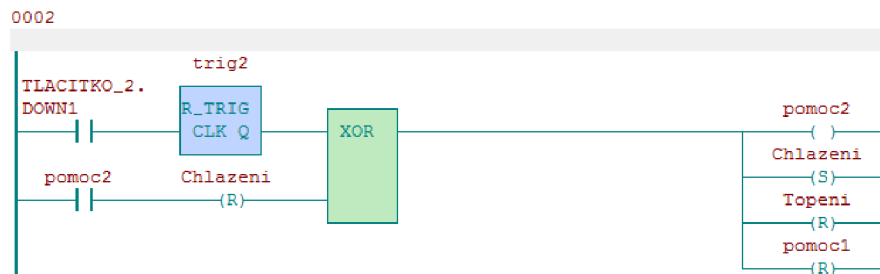 0002
trig2
TLACITKO_2.
DOWN1
R_TRIG
CLK Q
XOR
pomoc2
( )
Chlazeni
(S)
pomoc2
Chlazeni
(R)
Topeni
(R)
pomoc1
(R)